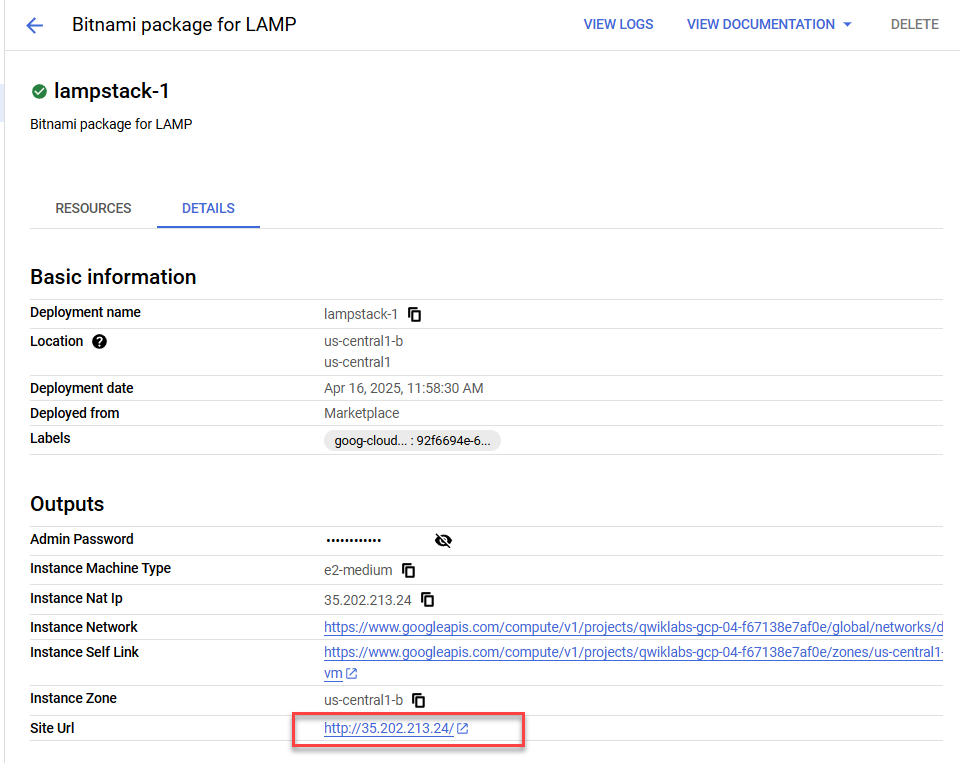 Bitnami package for LAMP
VIEW LOGS
VIEW DOCUMENTATION
DELETE
lampstack-1
Bitnami package for LAMP
RESOURCES
DETAILS
Basic information
Deployment name lampstack-1
Location us-central1-b
us-central1
Deployment date Apr 16, 2025, 11:58:30 AM
Deployed from Marketplace
Labels goog-cloud... : 92f6694e-6...
Outputs
Admin Password ••••••••••••
Instance Machine Type e2-medium
Instance Nat Ip 35.202.213.24
Instance Network https://www.googleapis.com/compute/v1/projects/qwiklabs-gcp-04-f67138e7af0e/global/networks/d
Instance Self Link https://www.googleapis.com/compute/v1/projects/qwiklabs-gcp-04-f67138e7af0e/zones/us-central1-
vm
Instance Zone us-central1-b
Site Url http://35.202.213.24/